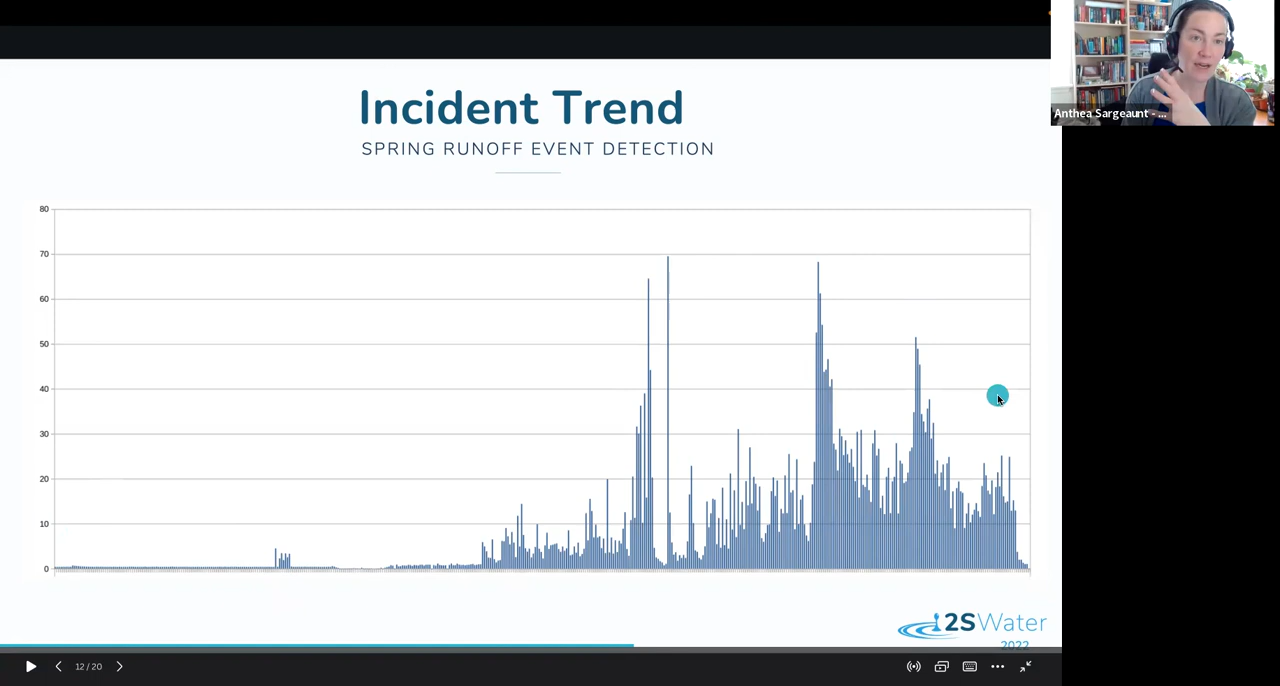 Anthea Sargeaunt - ...
Incident Trend
SPRING RUNOFF EVENT DETECTION
80
70
60
50
40
30
20
10
0
2SWater
2022
12 / 20